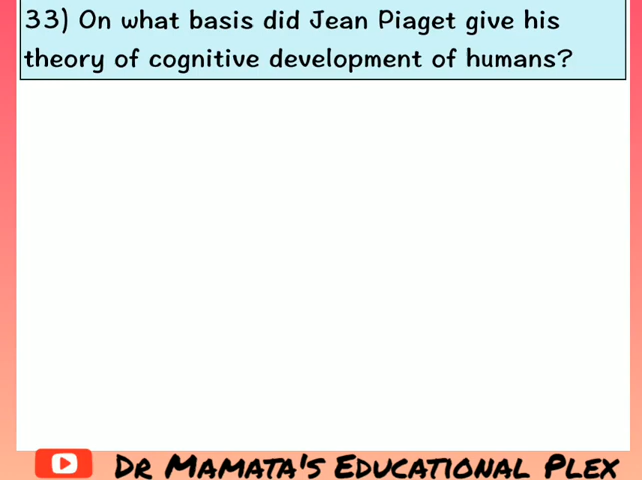 33) On what basis did Jean Piaget give his
theory of cognitive development of humans?
Dr Mamata's Educational Plex